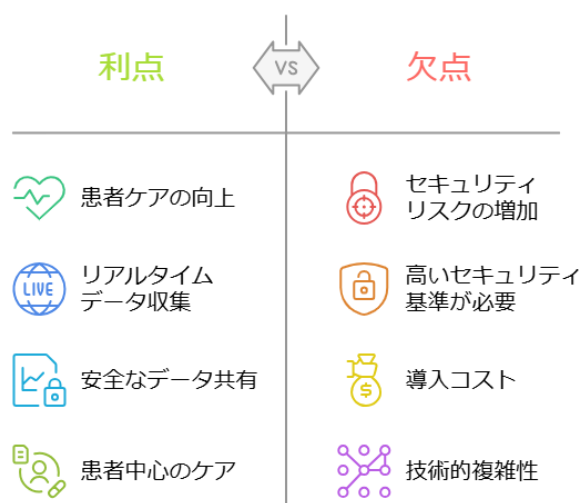 利点
VS
欠点
患者ケアの向上
セキュリティ
リスクの増加
LIVE
リアルタイム
データ収集
高いセキュリティ
基準が必要
安全なデータ共有
$
導入コスト
患者中心のケア
技術的複雑性